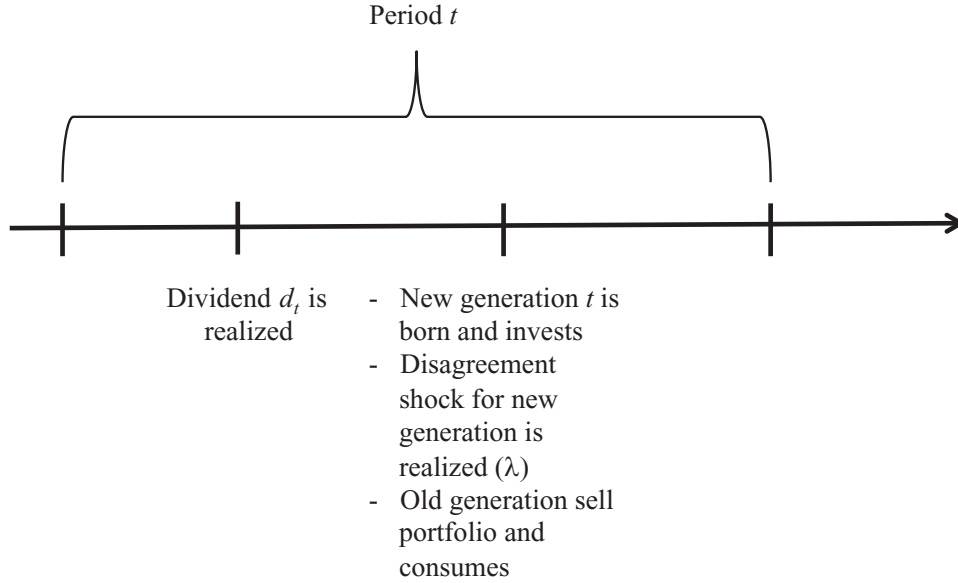 Period t
Dividend d_t is
realized
- New generation t is
born and invests
- Disagreement
shock for new
generation is
realized (λ)
- Old generation sell
portfolio and
consumes